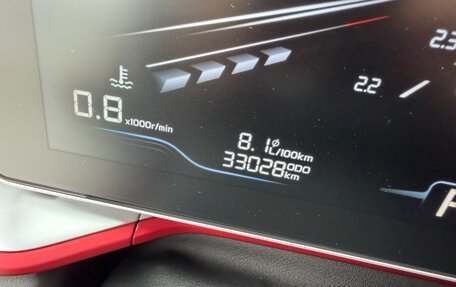 2.3
2.2
0.8 x1000r/min
8.1 ø L/100km
33028 ODO km